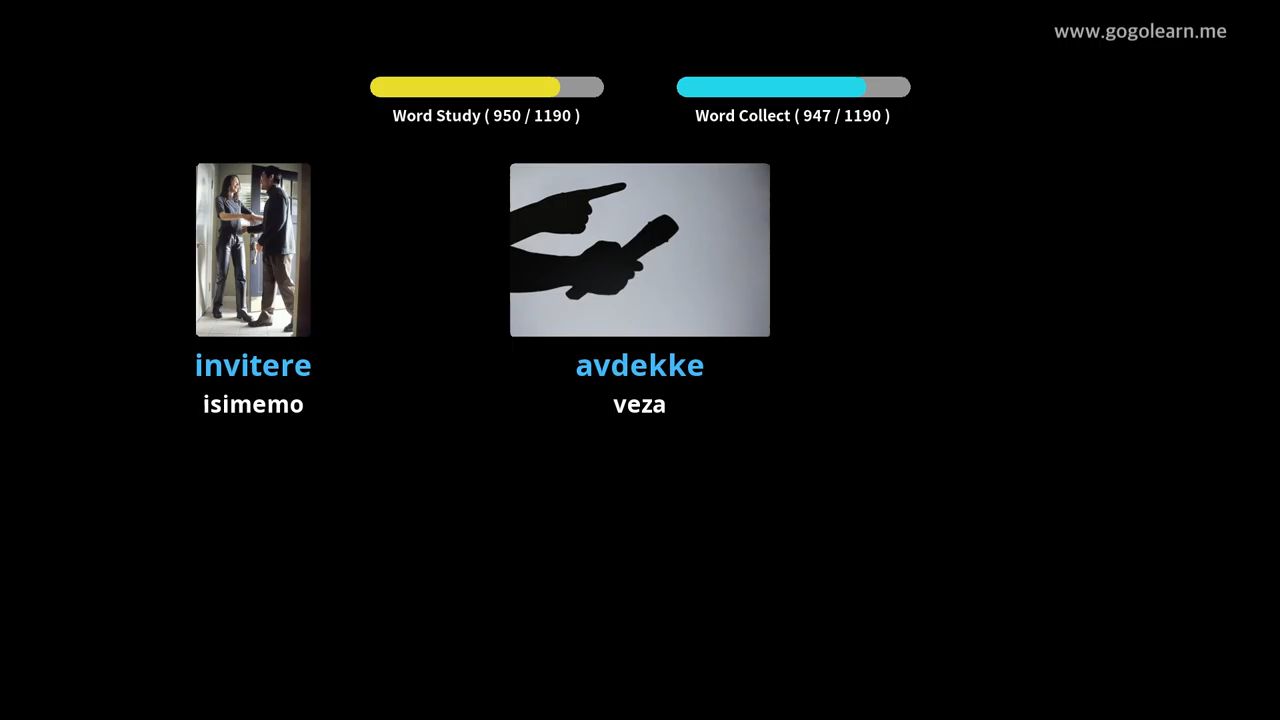 www.gogolearn.me
Word Study ( 950 / 1190 )
Word Collect ( 947 / 1190 )
invitere
isimemo
avdekke
veza